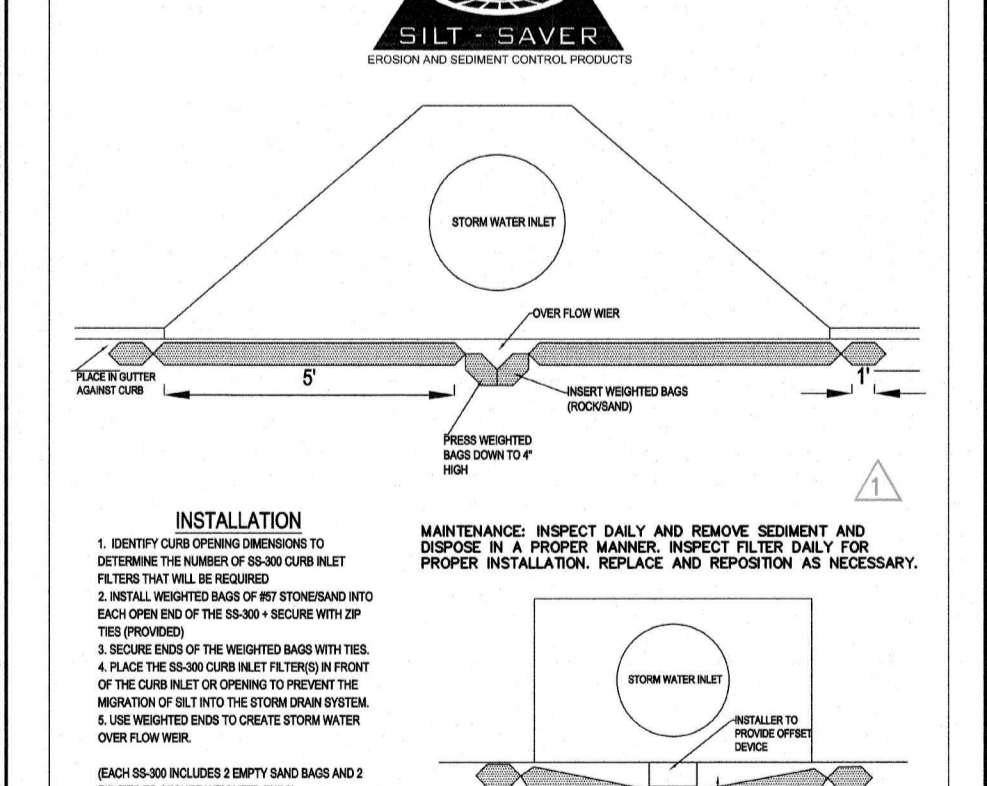 SILT - SAVER
EROSION AND SEDIMENT CONTROL PRODUCTS
STORM WATER INLET
OVER FLOW WIER
PLACE IN GUTTER
AGAINST CURB
5'
INSERT WEIGHTED BAGS
(ROCK/SAND)
1'
PRESS WEIGHTED
BAGS DOWN TO 4"
HIGH
1
INSTALLATION
1. IDENTIFY CURB OPENING DIMENSIONS TO
DETERMINE THE NUMBER OF SS-300 CURB INLET
FILTERS THAT WILL BE REQUIRED
2. INSTALL WEIGHTED BAGS OF #57 STONE/SAND INTO
EACH OPEN END OF THE SS-300 + SECURE WITH ZIP
TIES (PROVIDED)
3. SECURE ENDS OF THE WEIGHTED BAGS WITH TIES.
4. PLACE THE SS-300 CURB INLET FILTER(S) IN FRONT
OF THE CURB INLET OR OPENING TO PREVENT THE
MIGRATION OF SILT INTO THE STORM DRAIN SYSTEM.
5. USE WEIGHTED ENDS TO CREATE STORM WATER
OVER FLOW WEIR.
(EACH SS-300 INCLUDES 2 EMPTY SAND BAGS AND 2
MAINTENANCE: INSPECT DAILY AND REMOVE SEDIMENT AND
DISPOSE IN A PROPER MANNER. INSPECT FILTER DAILY FOR
PROPER INSTALLATION. REPLACE AND REPOSITION AS NECESSARY.
STORM WATER INLET
INSTALLER TO
PROVIDE OFFSET
DEVICE